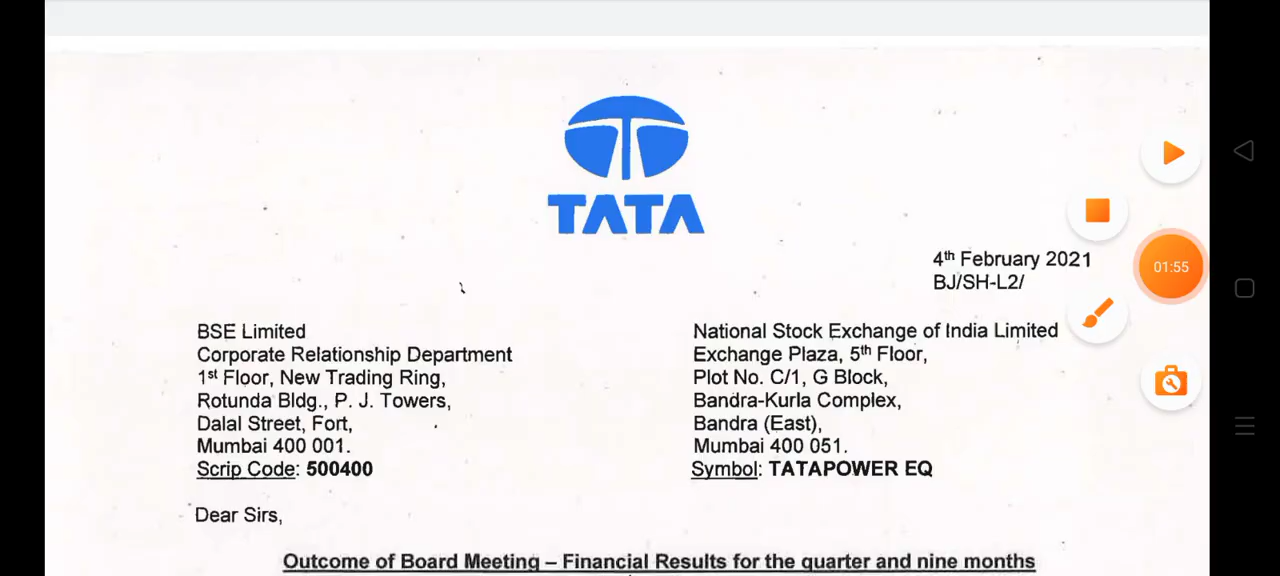 TATA
4th February 2021
BJ/SH-L2/
01:55
BSE Limited
Corporate Relationship Department
1st Floor, New Trading Ring,
Rotunda Bldg., P. J. Towers,
Dalal Street, Fort,
Mumbai 400 001.
Scrip Code: 500400
National Stock Exchange of India Limited
Exchange Plaza, 5th Floor,
Plot No. C/1, G Block,
Bandra-Kurla Complex,
Bandra (East),
Mumbai 400 051.
Symbol: TATAPOWER EQ
Dear Sirs,
Outcome of Board Meeting – Financial Results for the quarter and nine months